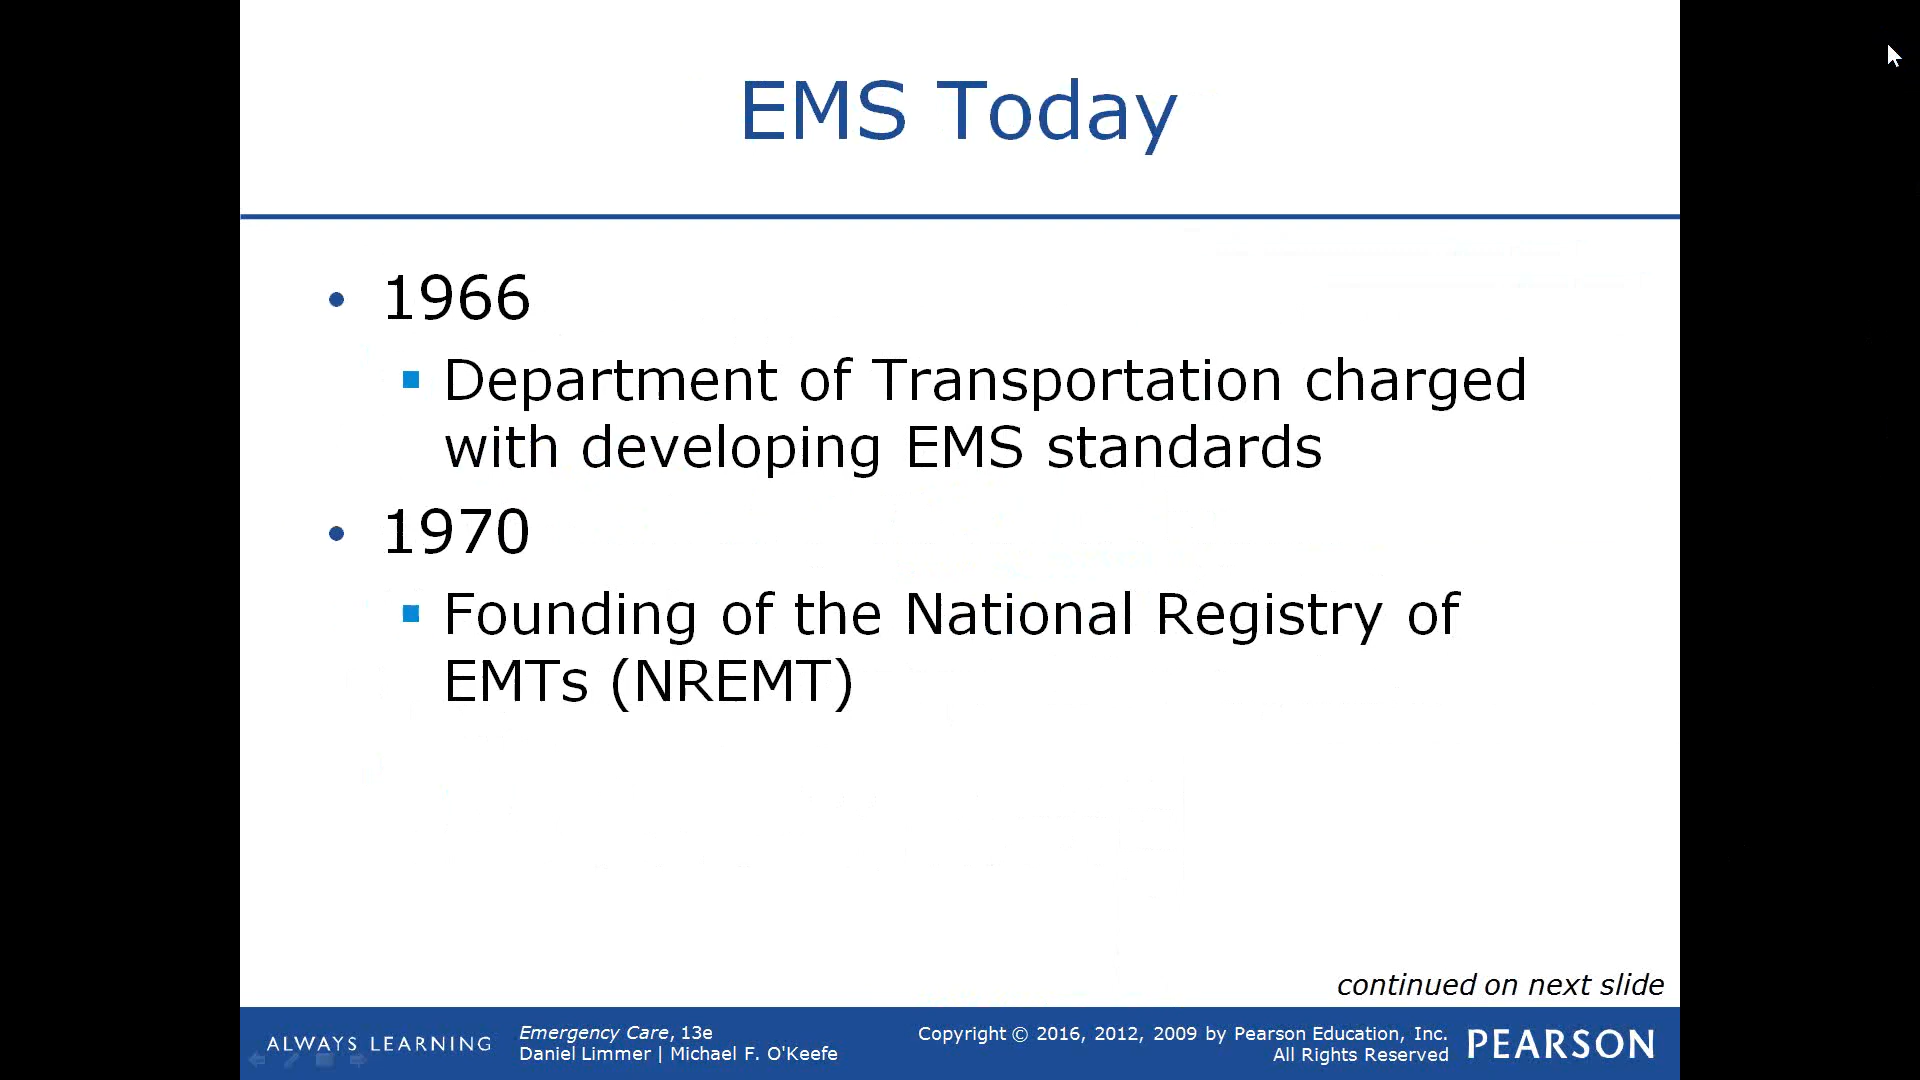 EMS Today
• 1966
▪ Department of Transportation charged
with developing EMS standards
• 1970
▪ Founding of the National Registry of
EMTs (NREMT)
continued on next slide
ALWAYS LEARNING
Emergency Care, 13e
Daniel Limmer | Michael F. O'Keefe
Copyright © 2016, 2012, 2009 by Pearson Education, Inc.
All Rights Reserved
PEARSON